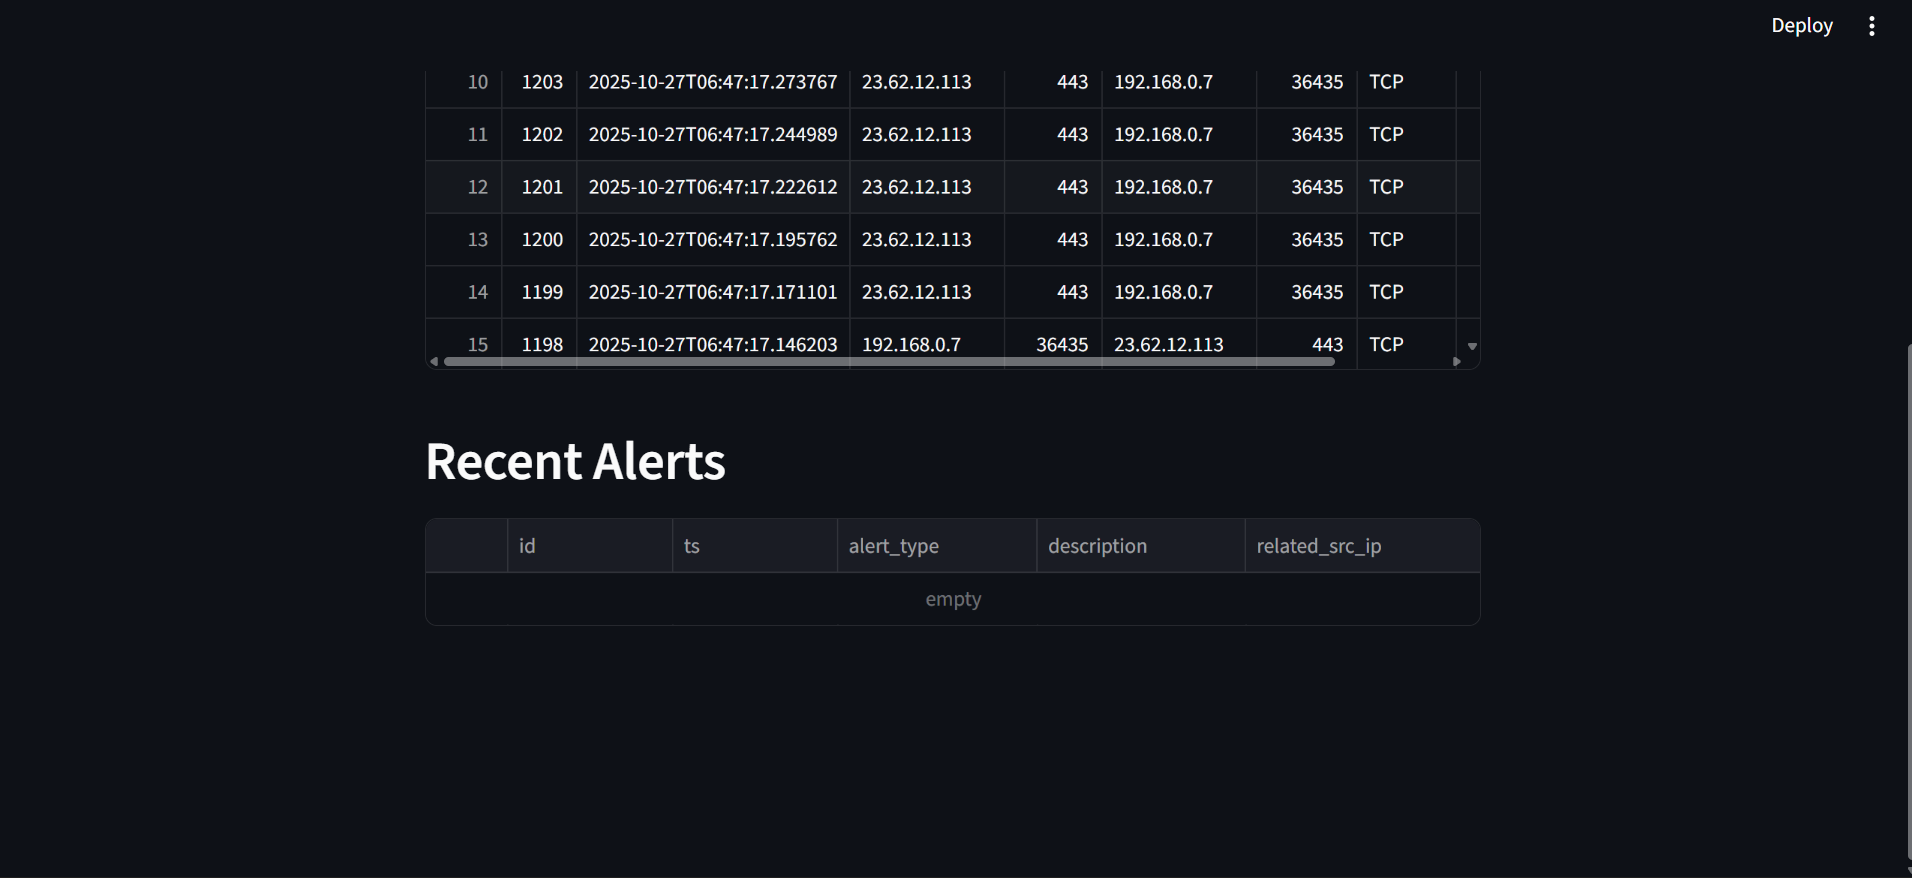 Deploy
10 1203 2025-10-27T06:47:17.273767 23.62.12.113 443 192.168.0.7 36435 TCP
11 1202 2025-10-27T06:47:17.244989 23.62.12.113 443 192.168.0.7 36435 TCP
12 1201 2025-10-27T06:47:17.222612 23.62.12.113 443 192.168.0.7 36435 TCP
13 1200 2025-10-27T06:47:17.195762 23.62.12.113 443 192.168.0.7 36435 TCP
14 1199 2025-10-27T06:47:17.171101 23.62.12.113 443 192.168.0.7 36435 TCP
15 1198 2025-10-27T06:47:17.146203 192.168.0.7 36435 23.62.12.113 443 TCP
Recent Alerts
id ts alert_type description related_src_ip
empty